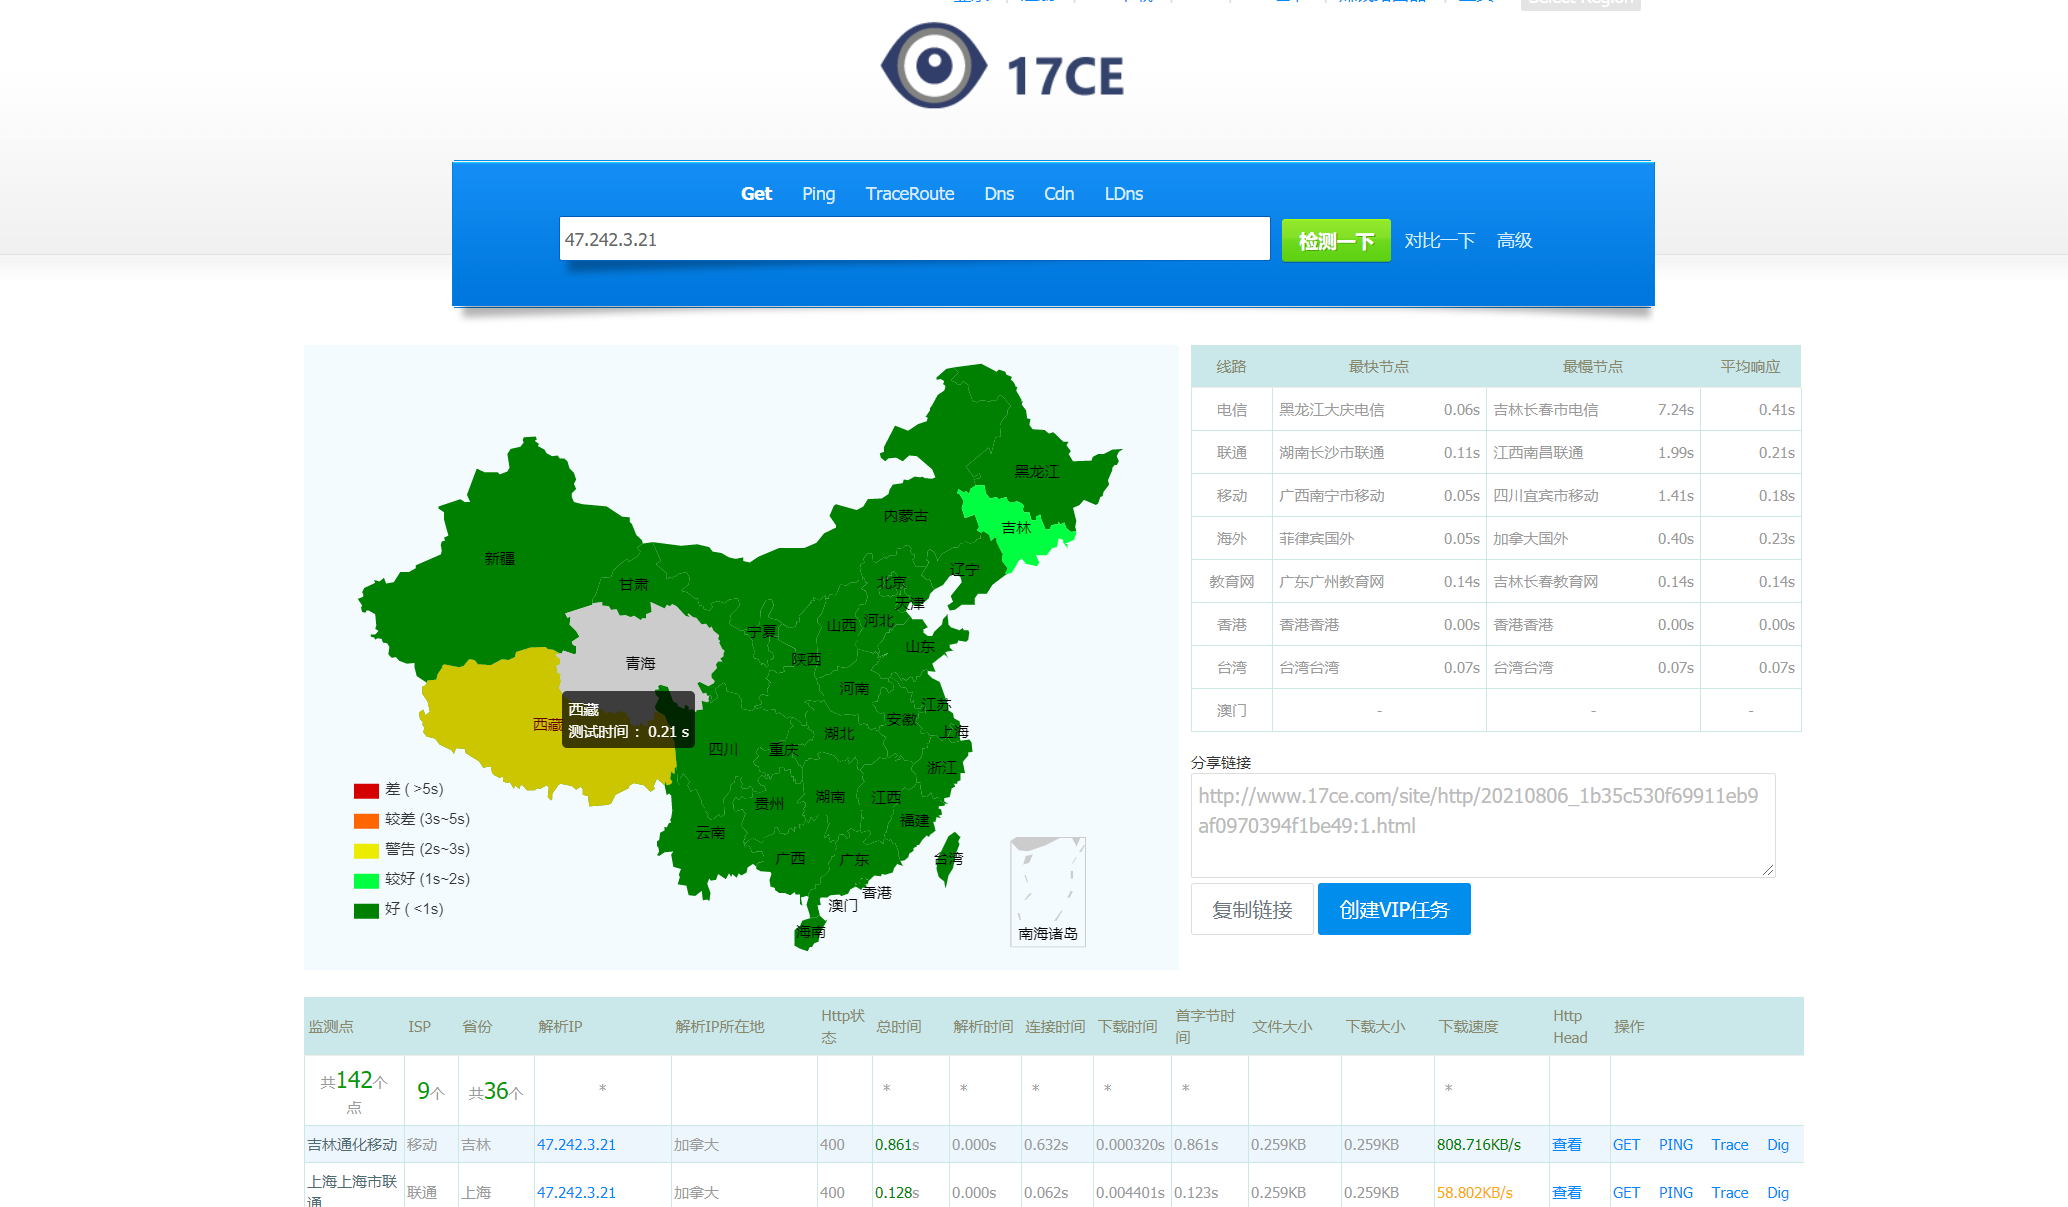 Select Region
17CE
Get Ping TraceRoute Dns Cdn LDns
47.242.3.21 检测一下 对比一下 高级
黑龙江
内蒙古
吉林
新疆
辽宁
甘肃
北京
天津
河北
山西
宁夏
山东
陕西
青海
河南
江苏
安徽
西藏
上海
湖北
四川
重庆
浙江
湖南
江西
贵州
福建
云南
广西
广东
台湾
香港
澳门
海南
南海诸岛
西藏
测试时间 : 0.21 s
差 ( >5s)
较差 (3s~5s)
警告 (2s~3s)
较好 (1s~2s)
好 ( <1s)
线路 最快节点 最慢节点 平均响应
电信 黑龙江大庆电信 0.06s 吉林长春市电信 7.24s 0.41s
联通 湖南长沙市联通 0.11s 江西南昌联通 1.99s 0.21s
移动 广西南宁市移动 0.05s 四川宜宾市移动 1.41s 0.18s
海外 菲律宾国外 0.05s 加拿大国外 0.40s 0.23s
教育网 广东广州教育网 0.14s 吉林长春教育网 0.14s 0.14s
香港 香港香港 0.00s 香港香港 0.00s 0.00s
台湾 台湾台湾 0.07s 台湾台湾 0.07s 0.07s
澳门 - - -
分享链接
http://www.17ce.com/site/http/20210806_1b35c530f69911eb9
af0970394f1be49:1.html
复制链接 创建VIP任务
监测点 ISP 省份 解析IP 解析IP所在地 Http状态 总时间 解析时间 连接时间 下载时间 首字节时间 文件大小 下载大小 下载速度 Http Head 操作
共142个点 9个 共36个 * * * * * * *
吉林通化移动 移动 吉林 47.242.3.21 加拿大 400 0.861s 0.000s 0.632s 0.000320s 0.861s 0.259KB 0.259KB 808.716KB/s 查看 GET PING Trace Dig
上海上海市联通 联通 上海 47.242.3.21 加拿大 400 0.128s 0.000s 0.062s 0.004401s 0.123s 0.259KB 0.259KB 58.802KB/s 查看 GET PING Trace Dig